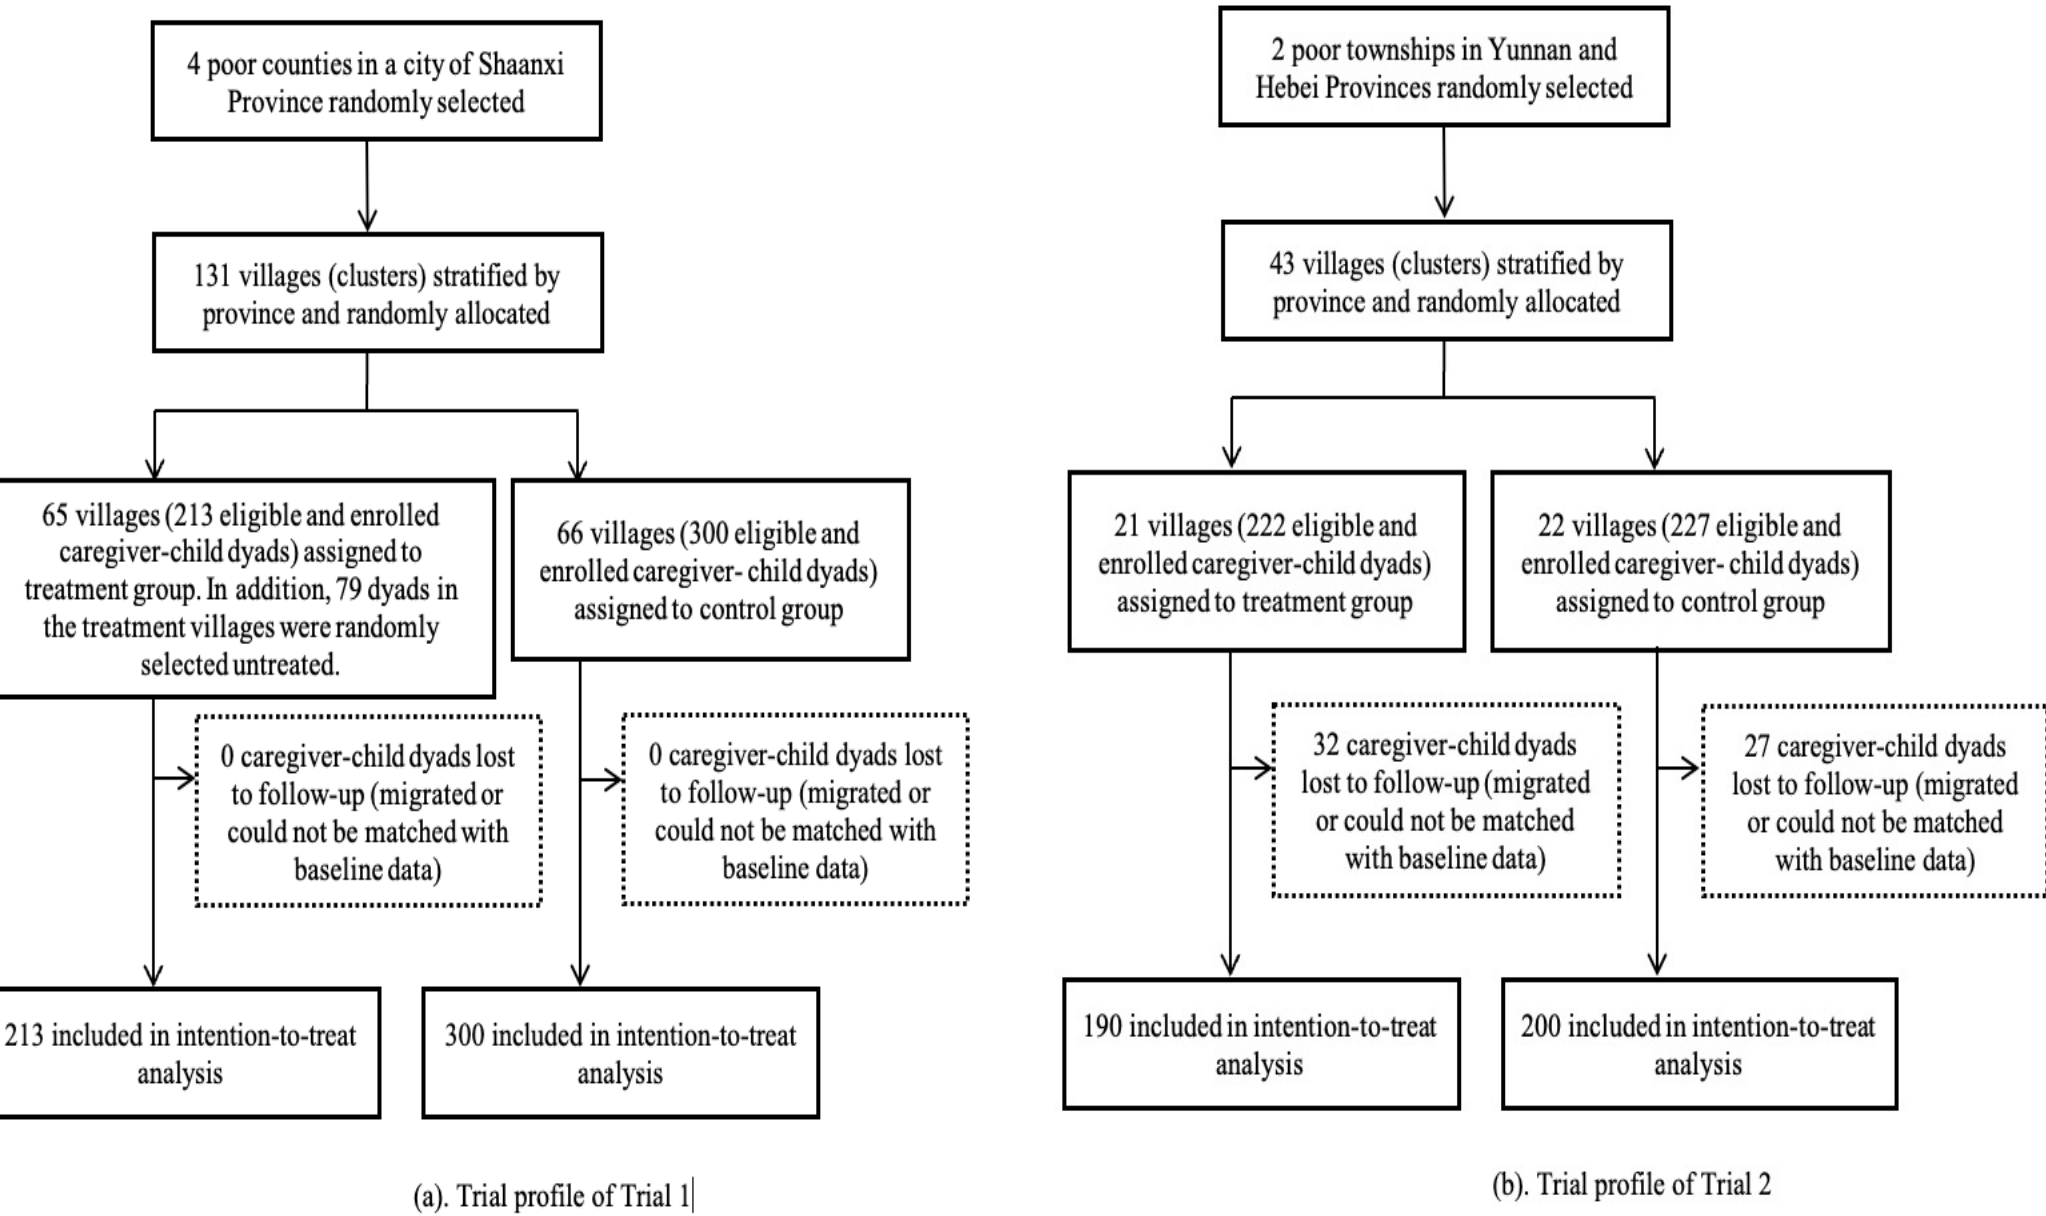 4 poor counties in a city of Shaanxi
Province randomly selected
131 villages (clusters) stratified by
province and randomly allocated
65 villages (213 eligible and enrolled
caregiver-child dyads) assigned to
treatment group. In addition, 79 dyads in
the treatment villages were randomly
selected untreated.
66 villages (300 eligible and
enrolled caregiver- child dyads)
assigned to control group
0 caregiver-child dyads lost
to follow-up (migrated or
could not be matched with
baseline data)
0 caregiver-child dyads lost
to follow-up (migrated or
could not be matched with
baseline data)
213 included in intention-to-treat
analysis
300 included in intention-to-treat
analysis
(a). Trial profile of Trial 1
2 poor townships in Yunnan and
Hebei Provinces randomly selected
43 villages (clusters) stratified by
province and randomly allocated
21 villages (222 eligible and
enrolled caregiver-child dyads)
assigned to treatment group
22 villages (227 eligible and
enrolled caregiver- child dyads)
assigned to control group
32 caregiver-child dyads
lost to follow-up (migrated
or could not be matched
with baseline data)
27 caregiver-child dyads
lost to follow-up (migrated
or could not be matched
with baseline data)
190 included in intention-to-treat
analysis
200 included in intention-to-treat
analysis
(b). Trial profile of Trial 2